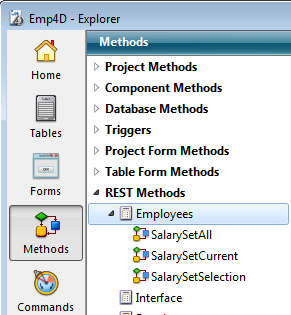 Emp4D - Explorer
Home
Tables
Forms
OK
Methods
Commands
Methods
Project Methods
Component Methods
Database Methods
Triggers
Project Form Methods
Table Form Methods
REST Methods
Employees
SalarySetAll
SalarySetCurrent
SalarySetSelection
Interface